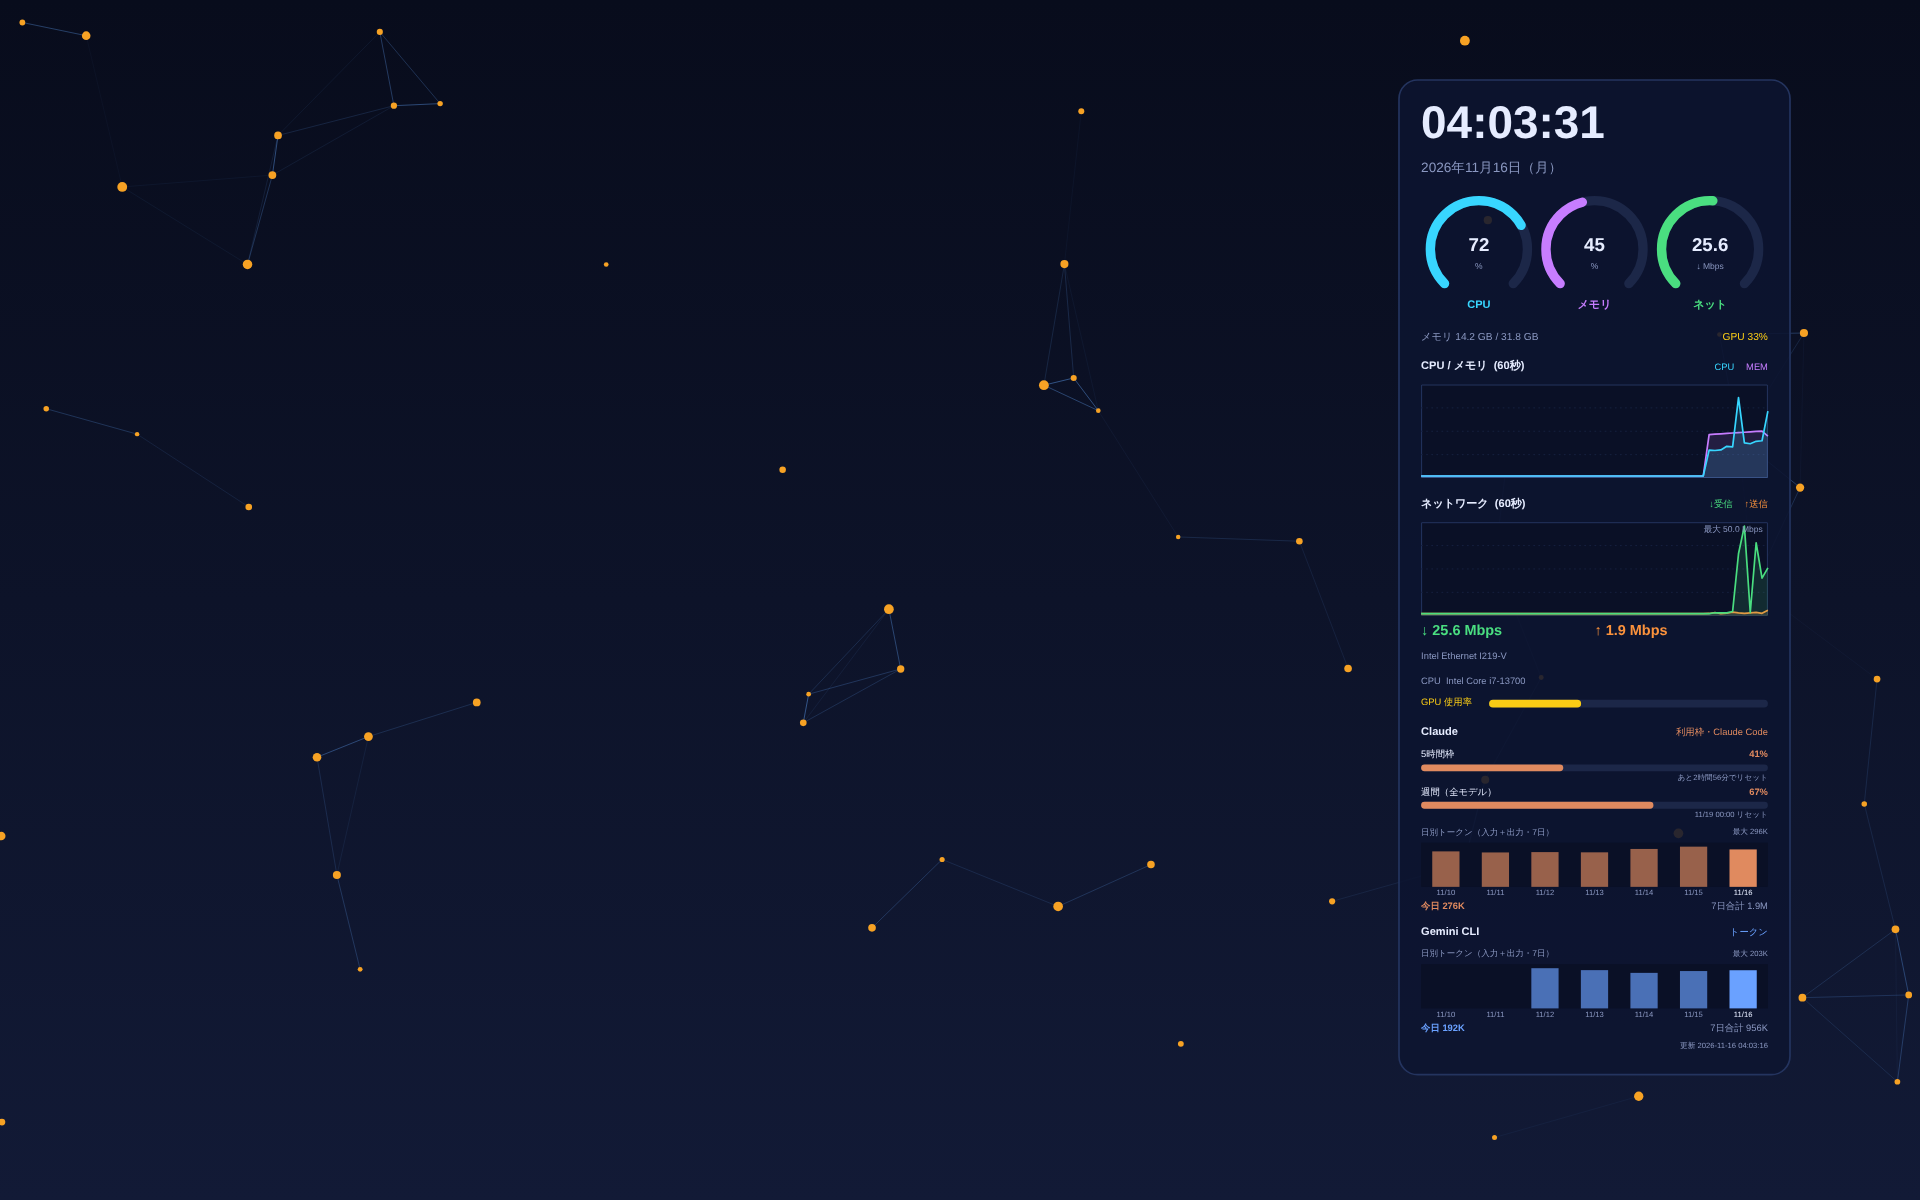 04:03:31
2026年11月16日（月）
72 45 25.6
% % ↓ Mbps
CPU メモリ ネット
メモリ 14.2 GB / 31.8 GB GPU 33%
CPU / メモリ (60秒) CPU MEM
ネットワーク (60秒) ↓受信 ↑送信
最大 50.0 Mbps
↓ 25.6 Mbps ↑ 1.9 Mbps
Intel Ethernet I219-V
CPU Intel Core i7-13700
GPU 使用率
Claude 利用枠・Claude Code
5時間枠 41%
あと2時間56分でリセット
週間（全モデル） 67%
11/19 00:00 リセット
日別トークン（入力＋出力・7日） 最大 296K
11/10 11/11 11/12 11/13 11/14 11/15 11/16
今日 276K 7日合計 1.9M
Gemini CLI トークン
日別トークン（入力＋出力・7日） 最大 203K
11/10 11/11 11/12 11/13 11/14 11/15 11/16
今日 192K 7日合計 956K
更新 2026-11-16 04:03:16